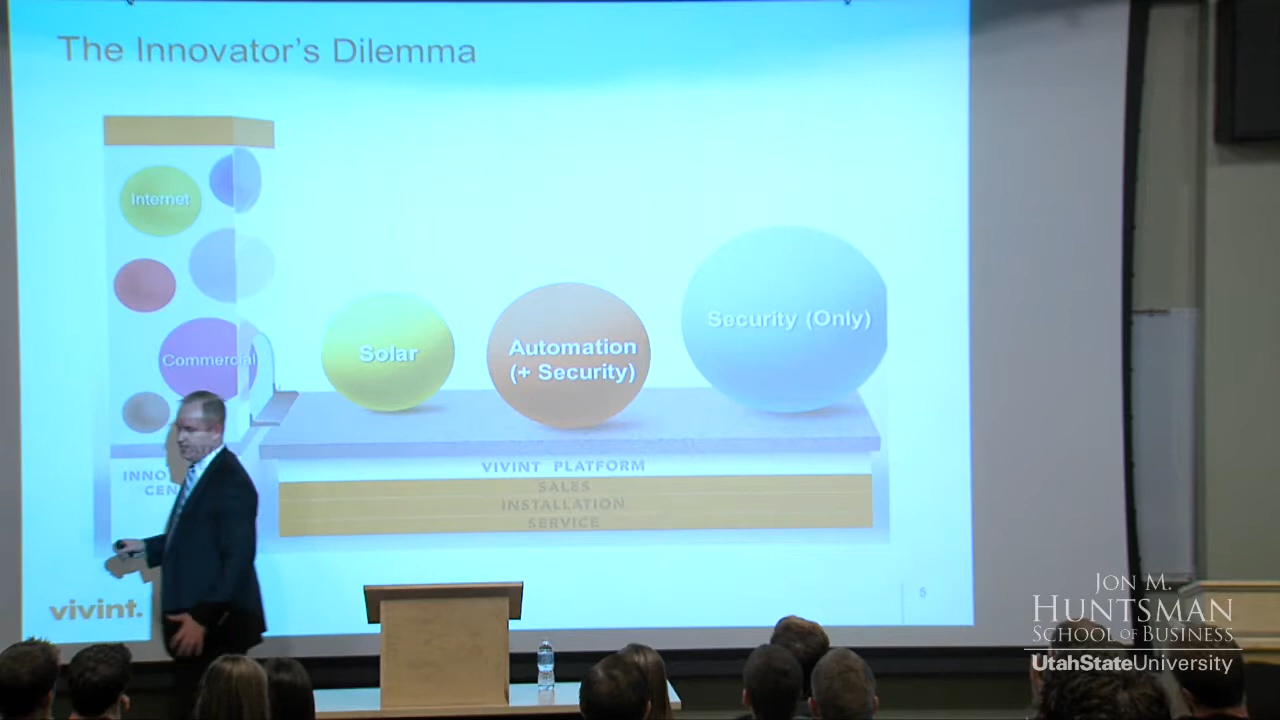 The Innovator's Dilemma
Internet
Commercial
Solar
Automation
(+ Security)
Security (Only)
VIVINT PLATFORM
SALES
INSTALLATION
SERVICE
vivint.
5
JON M.
HUNTSMAN
SCHOOL OF BUSINESS
UtahStateUniversity